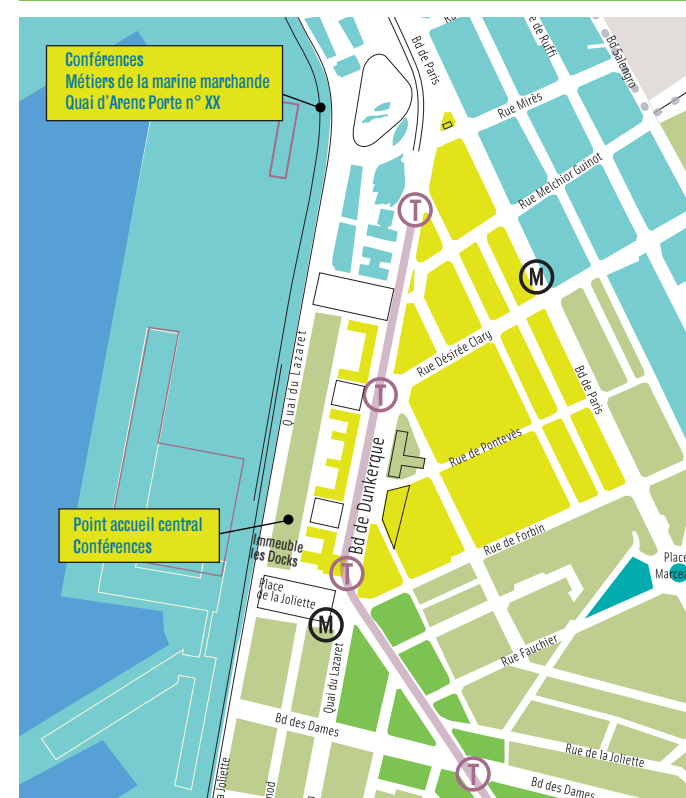 Conférences
Métiers de la marine marchande
Quai d'Arenc Porte n° XX
Bd de Paris
Bd Salengro
Rue Mirès
Rue Melchior Guinot
T
M
Quai du Lazaret
Rue Désirée Clary
T
Bd de Paris
Bd de Dunkerque
Rue de Pontevès
Point accueil central
Conférences
Immeuble
les Docks
Rue de Forbin
Place
T
Place
de la Joliette
M
Quai du Lazaret
Rue Fauchier
Bd des Dames
Rue de la Joliette
T
Bd des Dames